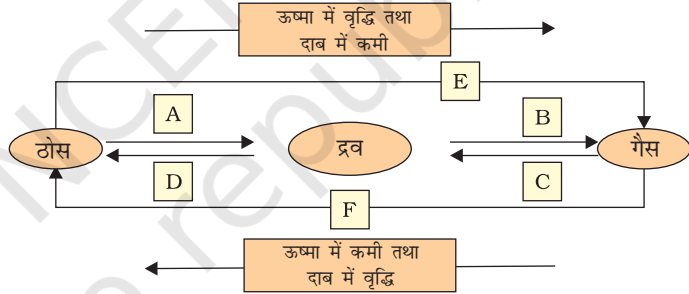 ऊष्मा में वृद्धि तथा
दाब में कमी
E
A
B
ठोस
द्रव
गैस
D
C
F
ऊष्मा में कमी तथा
दाब में वृद्धि